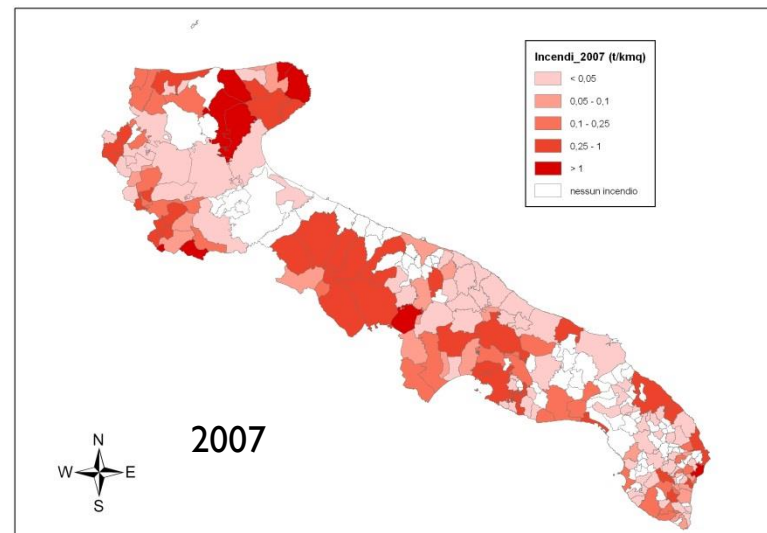 Incendi_2007 (t/kmq)
< 0,05
0,05 - 0,1
0,1 - 0,25
0,25 - 1
> 1
nessun incendio
2007
N
W E
S